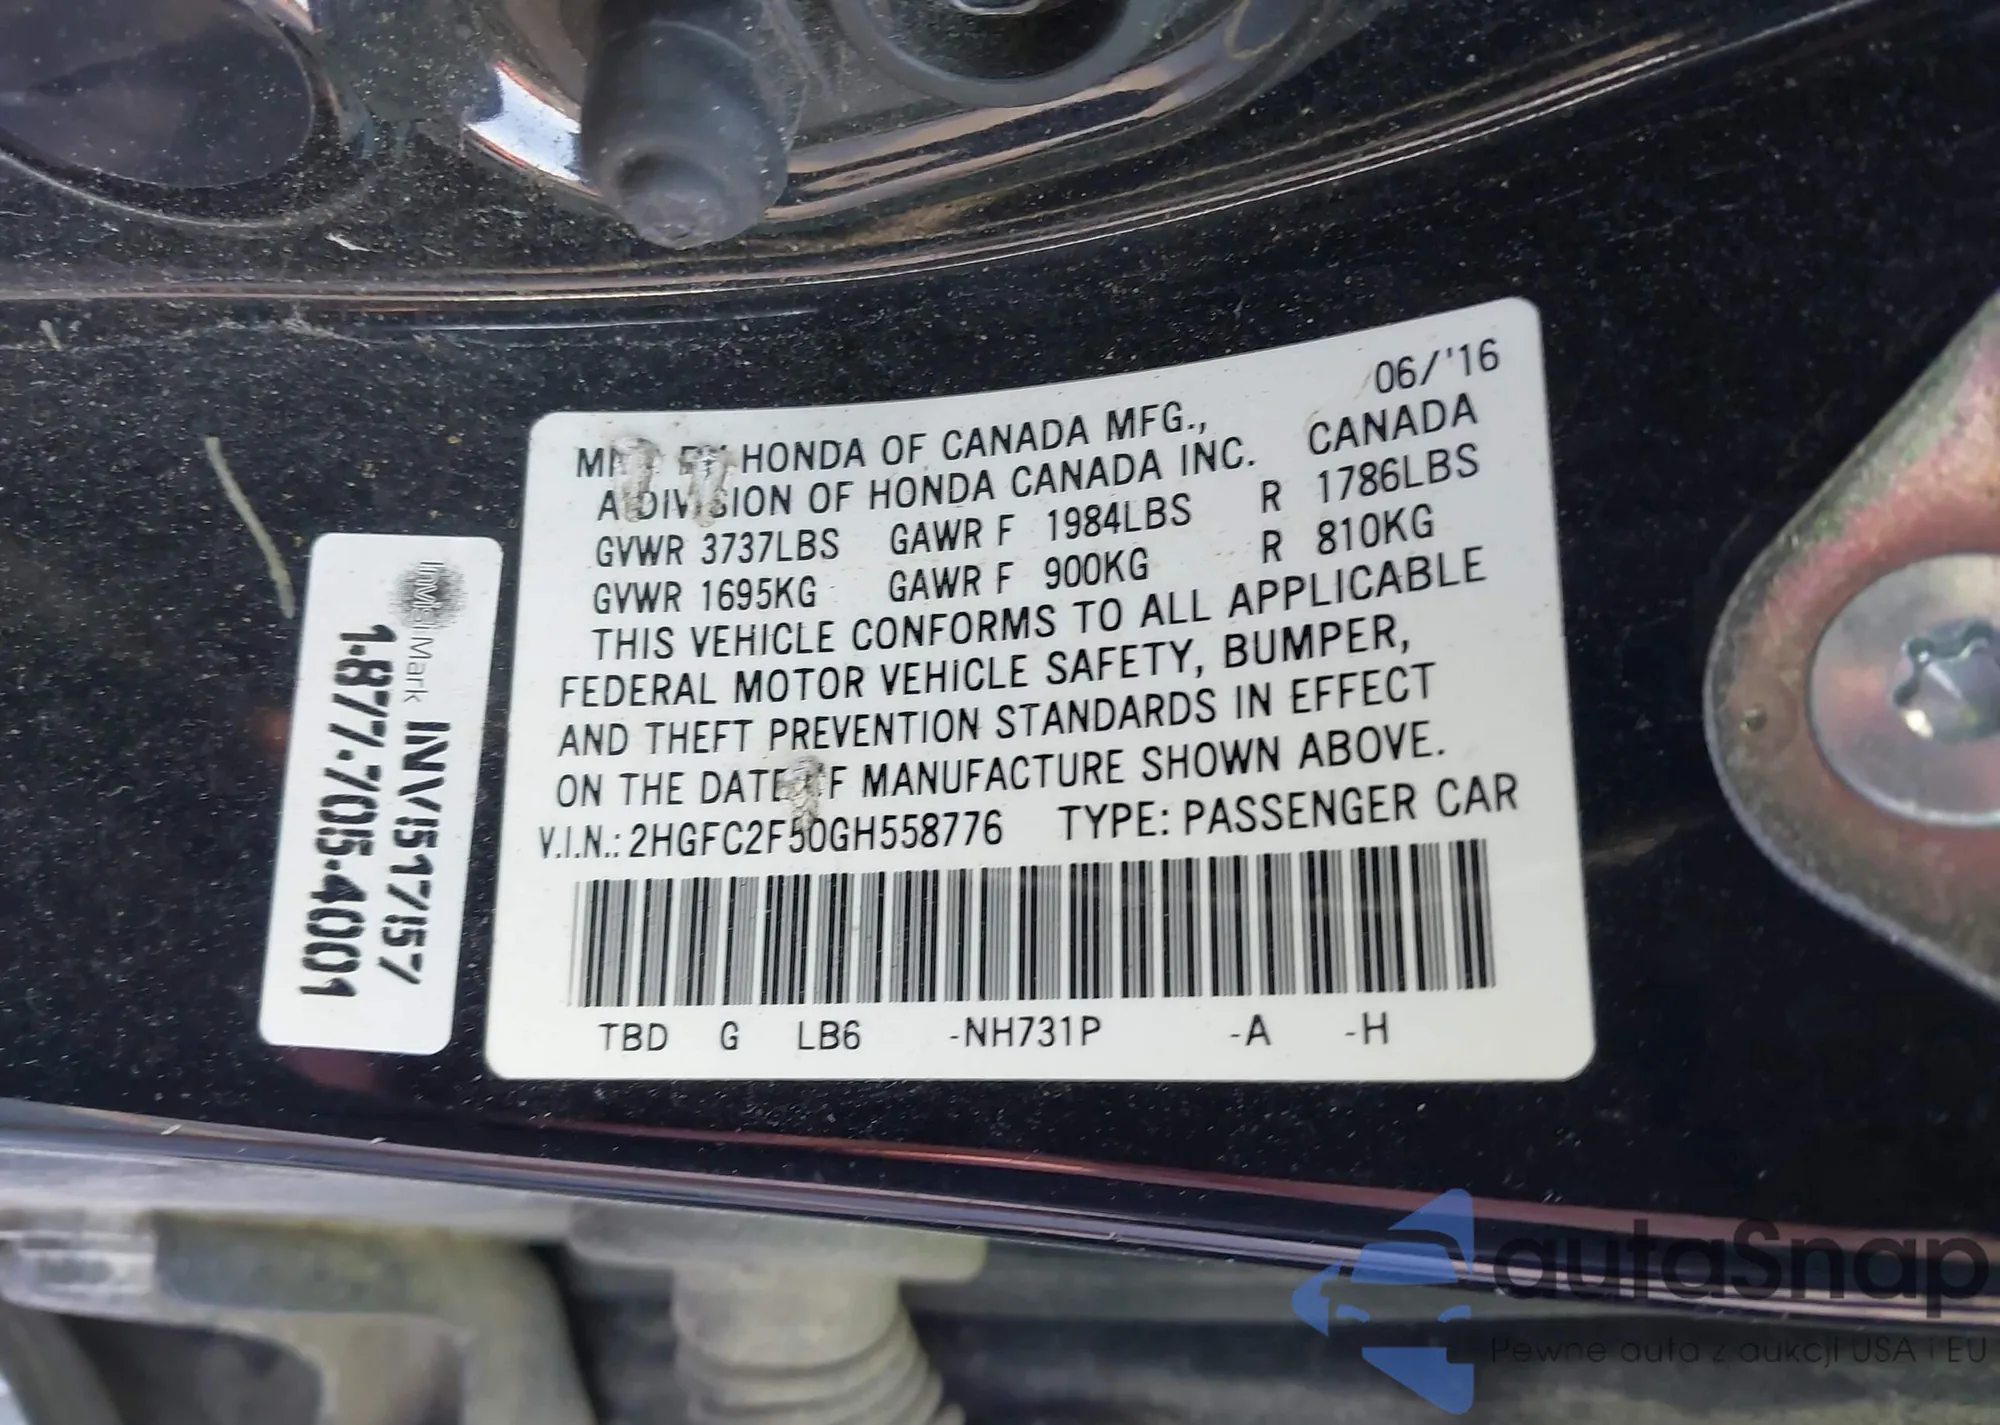 06/'16
HONDA OF CANADA MFG.,
A DIVISION OF HONDA CANADA INC. CANADA
GVWR 3737LBS GAWR F 1984LBS R 1786LBS
GVWR 1695KG GAWR F 900KG R 810KG
THIS VEHICLE CONFORMS TO ALL APPLICABLE
FEDERAL MOTOR VEHICLE SAFETY, BUMPER,
AND THEFT PREVENTION STANDARDS IN EFFECT
ON THE DATE OF MANUFACTURE SHOWN ABOVE.
V.I.N.: 2HGFC2F50GH558776 TYPE: PASSENGER CAR
TBD G LB6 -NH731P -A -H
InMSIMark INV1517157
1.877.705.4001
autaSnap
Pewne auta z aukcji USA i EU